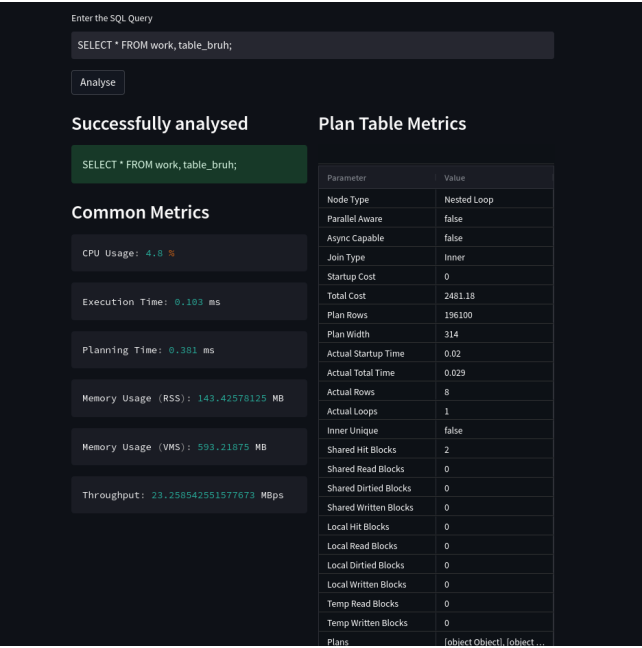 Enter the SQL Query
SELECT * FROM work, table_bruh;
Analyse
Successfully analysed
SELECT * FROM work, table_bruh;
Common Metrics
CPU Usage: 4.8 %
Execution Time: 0.103 ms
Planning Time: 0.381 ms
Memory Usage (RSS): 143.42578125 MB
Memory Usage (VMS): 593.21875 MB
Throughput: 23.258542551577673 MBps
Plan Table Metrics
Parameter Value
Node Type Nested Loop
Parallel Aware false
Async Capable false
Join Type Inner
Startup Cost 0
Total Cost 2481.18
Plan Rows 196100
Plan Width 314
Actual Startup Time 0.02
Actual Total Time 0.029
Actual Rows 8
Actual Loops 1
Inner Unique false
Shared Hit Blocks 2
Shared Read Blocks 0
Shared Dirtied Blocks 0
Shared Written Blocks 0
Local Hit Blocks 0
Local Read Blocks 0
Local Dirtied Blocks 0
Local Written Blocks 0
Temp Read Blocks 0
Temp Written Blocks 0
Plans [object Object], [object ...